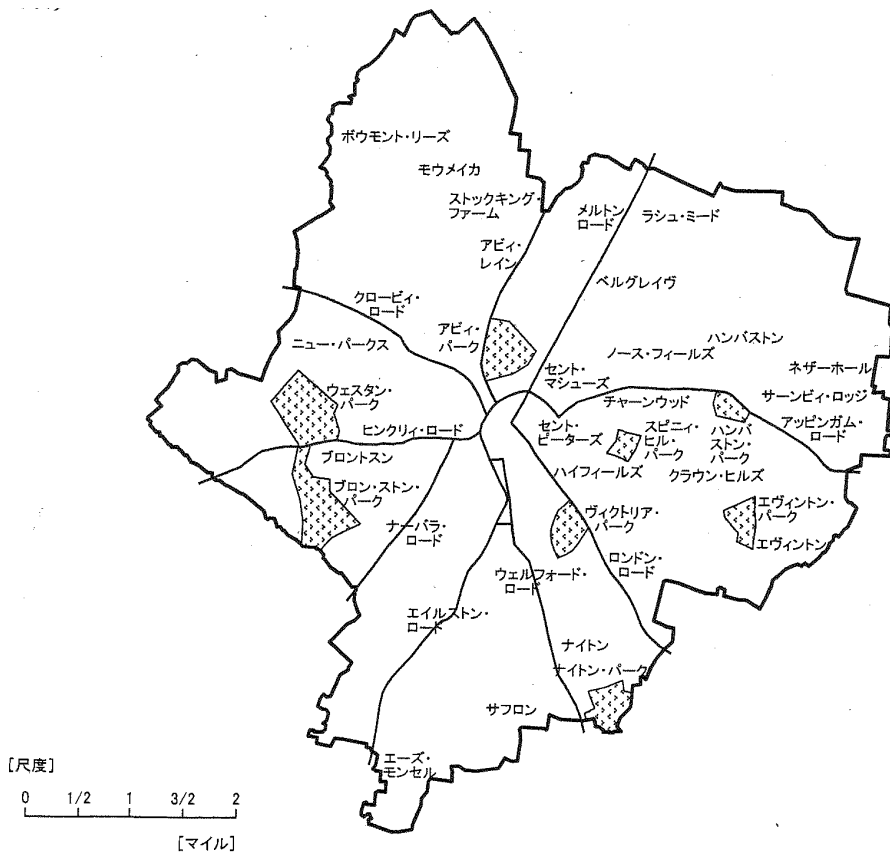 ボウモント・リーズ
モウメイカ
ストッキング・
ファーム
メルトン
ロード
ラシュ・ミード
アビィ・
レイン
ベルグレイヴ
クロービィ・
ロード
アビィ・
パーク
ニュー・パークス
ハンバストン
ノース・フィールズ
ネザーホール
セント・
マシューズ
ウェスタン・
パーク
チャーンウッド
サーンビィ・ロッジ
アッピンガム・
ロード
ヒンクリィ・ロード
セント・
ピーターズ
スピニィ・
ヒル・
パーク
ハンバ
ストン・
パーク
ブロントスン
ハイフィールズ
クラウン・ヒルズ
ブロン・ストン・
パーク
ナーバラ・
ロード
ヴィクトリア・
パーク
エヴィントン・
パーク
エヴィントン
ロンドン・
ロード
ウェルフォード・
ロード
エイルストン・
ロード
ナイトン
ナイトン・パーク
サフロン
エーズ・
モンセル
[尺度]
0 1/2 1 3/2 2
[マイル]